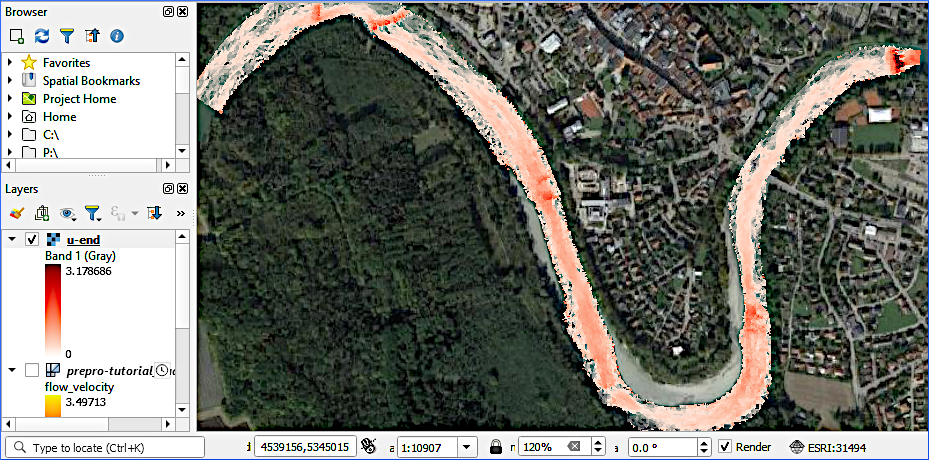 Browser
Favorites
Spatial Bookmarks
Project Home
Home
C:\
P:\
Layers
»
u-end
Band 1 (Gray)
3.178686
0
prepro-tutorial
flow_velocity
3.49713
Type to locate (Ctrl+K)
4539156,5345015
1:10907
120%
0.0 °
Render
ESRI:31494